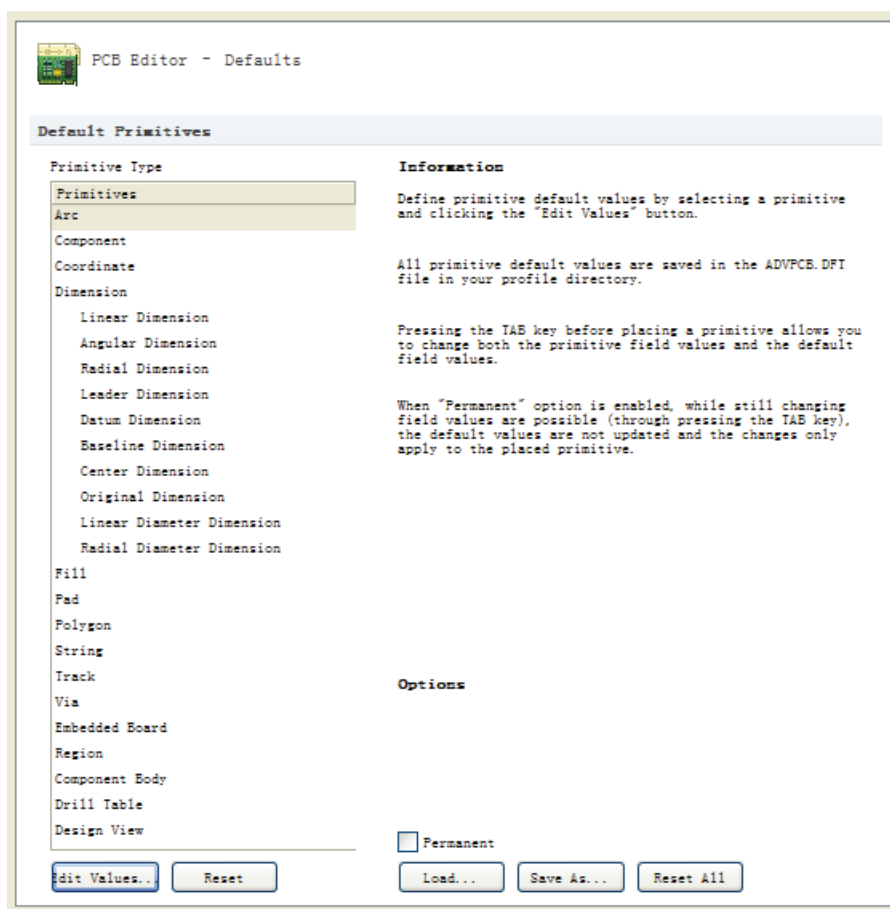 PCB Editor - Defaults
Default Primitives
Primitive Type
Primitives
Arc
Component
Coordinate
Dimension
Linear Dimension
Angular Dimension
Radial Dimension
Leader Dimension
Datum Dimension
Baseline Dimension
Center Dimension
Original Dimension
Linear Diameter Dimension
Radial Diameter Dimension
Fill
Pad
Polygon
String
Track
Via
Embedded Board
Region
Component Body
Drill Table
Design View
Edit Values...
Reset
Information
Define primitive default values by selecting a primitive
and clicking the "Edit Values" button.
All primitive default values are saved in the ADVPCB.DFT
file in your profile directory.
Pressing the TAB key before placing a primitive allows you
to change both the primitive field values and the default
field values.
When "Permanent" option is enabled, while still changing
field values are possible (through pressing the TAB key),
the default values are not updated and the changes only
apply to the placed primitive.
Options
Permanent
Load...
Save As...
Reset All